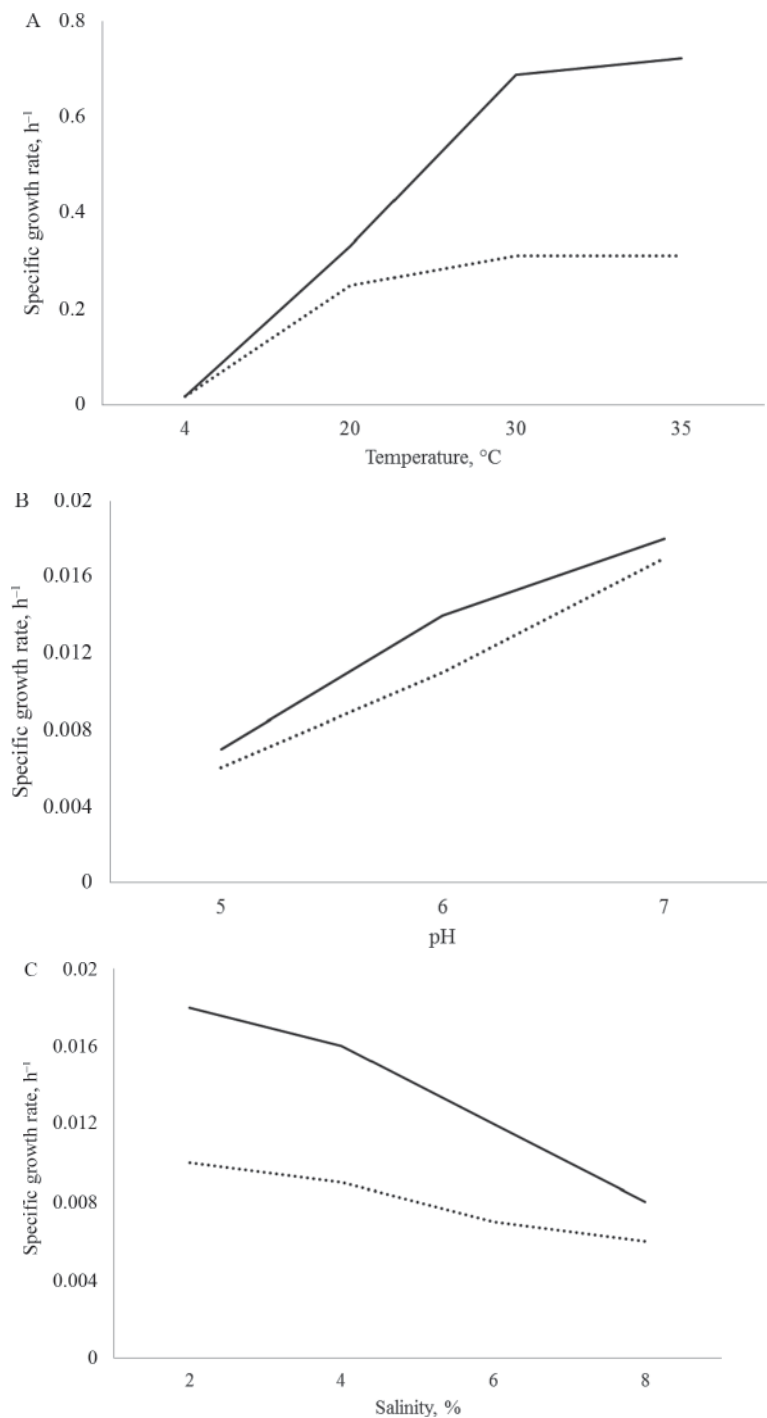 A
0.8
0.6
0.4
0.2
0
Specific growth rate, h⁻¹
4 20 30 35
Temperature, °C
B
0.02
0.016
0.012
0.008
0.004
0
Specific growth rate, h⁻¹
5 6 7
pH
C
0.02
0.016
0.012
0.008
0.004
0
Specific growth rate, h⁻¹
2 4 6 8
Salinity, %